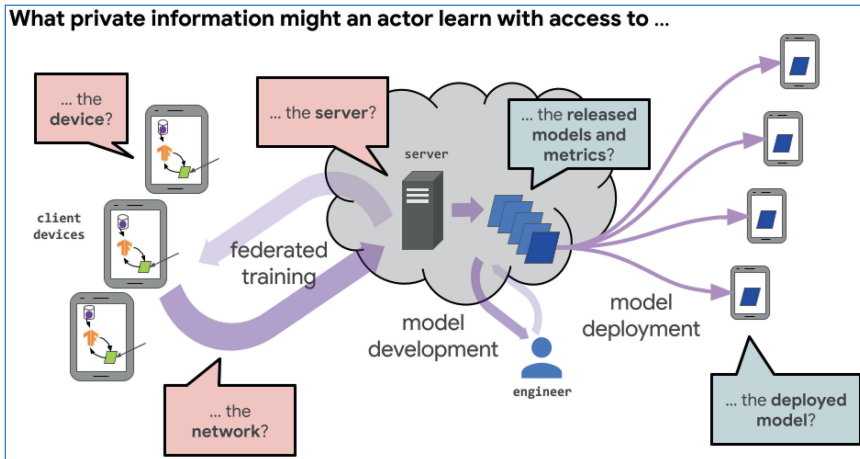 What private information might an actor learn with access to ...
... the
device?
... the server?
... the released
models and
metrics?
server
client
devices
federated
training
model
development
model
deployment
engineer
... the
network?
... the deployed
model?